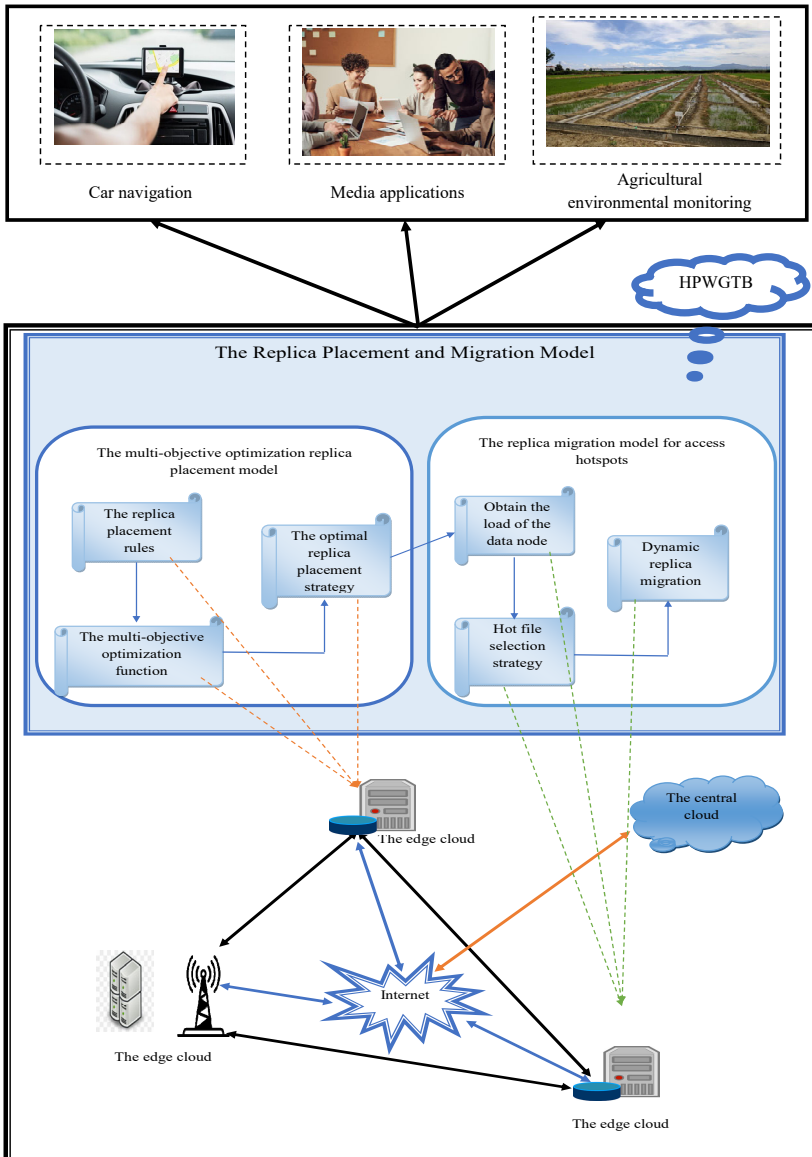 Car navigation
Media applications
Agricultural
environmental monitoring
HPWGTB
The Replica Placement and Migration Model
The multi-objective optimization replica
placement model
The replica migration model for access
hotspots
The replica
placement
rules
The optimal
replica
placement
strategy
The multi-objective
optimization
function
Obtain the
load of the
data node
Dynamic
replica
migration
Hot file
selection
strategy
The edge cloud
The central
cloud
Internet
The edge cloud
The edge cloud